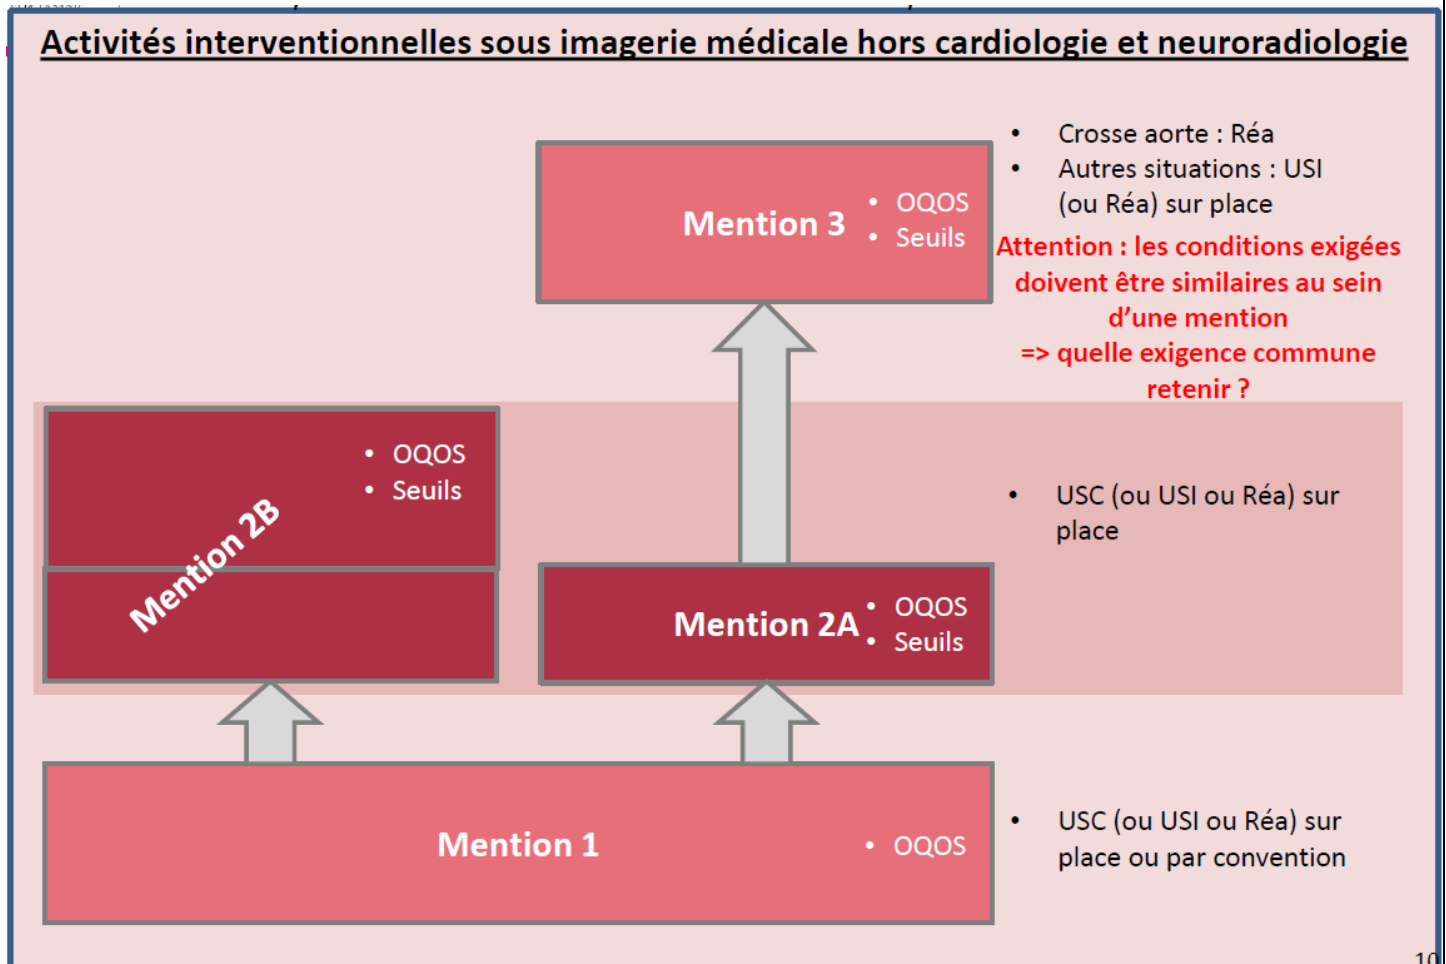 Activités interventionnelles sous imagerie médicale hors cardiologie et neuroradiologie
• Crosse aorte : Réa
• Autres situations : USI
(ou Réa) sur place
Attention : les conditions exigées
doivent être similaires au sein
d’une mention
=> quelle exigence commune
retenir ?
Mention 3
• OQOS
• Seuils
Mention 2B
• OQOS
• Seuils
Mention 2A
• OQOS
• Seuils
• USC (ou USI ou Réa) sur
place
Mention 1
• OQOS
• USC (ou USI ou Réa) sur
place ou par convention
10